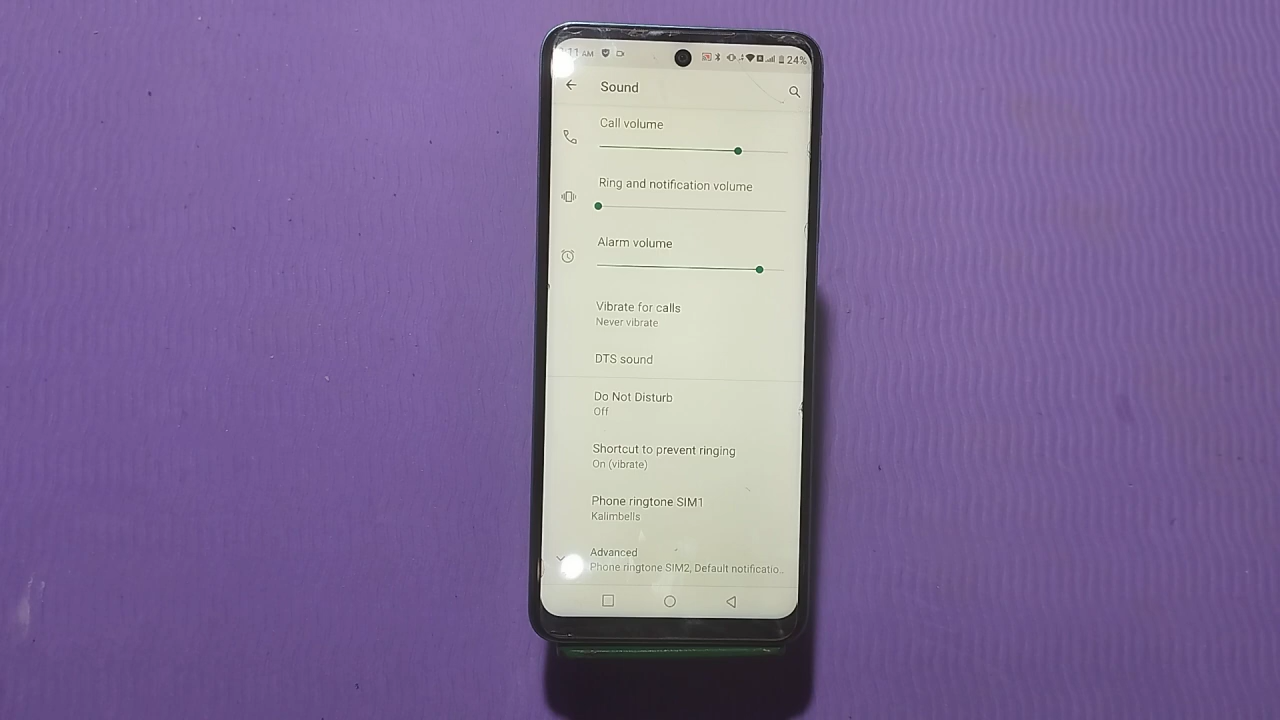 :11 AM 24%
Sound
Call volume
Ring and notification volume
Alarm volume
Vibrate for calls
Never vibrate
DTS sound
Do Not Disturb
Off
Shortcut to prevent ringing
On (vibrate)
Phone ringtone SIM1
Kalimbells
Advanced
Phone ringtone SIM2, Default notificatio..